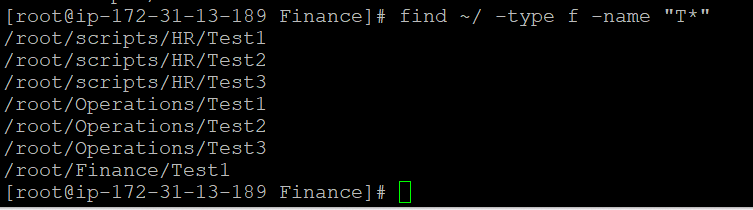 [root@ip-172-31-13-189 Finance]# find ~/ -type f -name "T*"
/root/scripts/HR/Test1
/root/scripts/HR/Test2
/root/scripts/HR/Test3
/root/Operations/Test1
/root/Operations/Test2
/root/Operations/Test3
/root/Finance/Test1
[root@ip-172-31-13-189 Finance]#